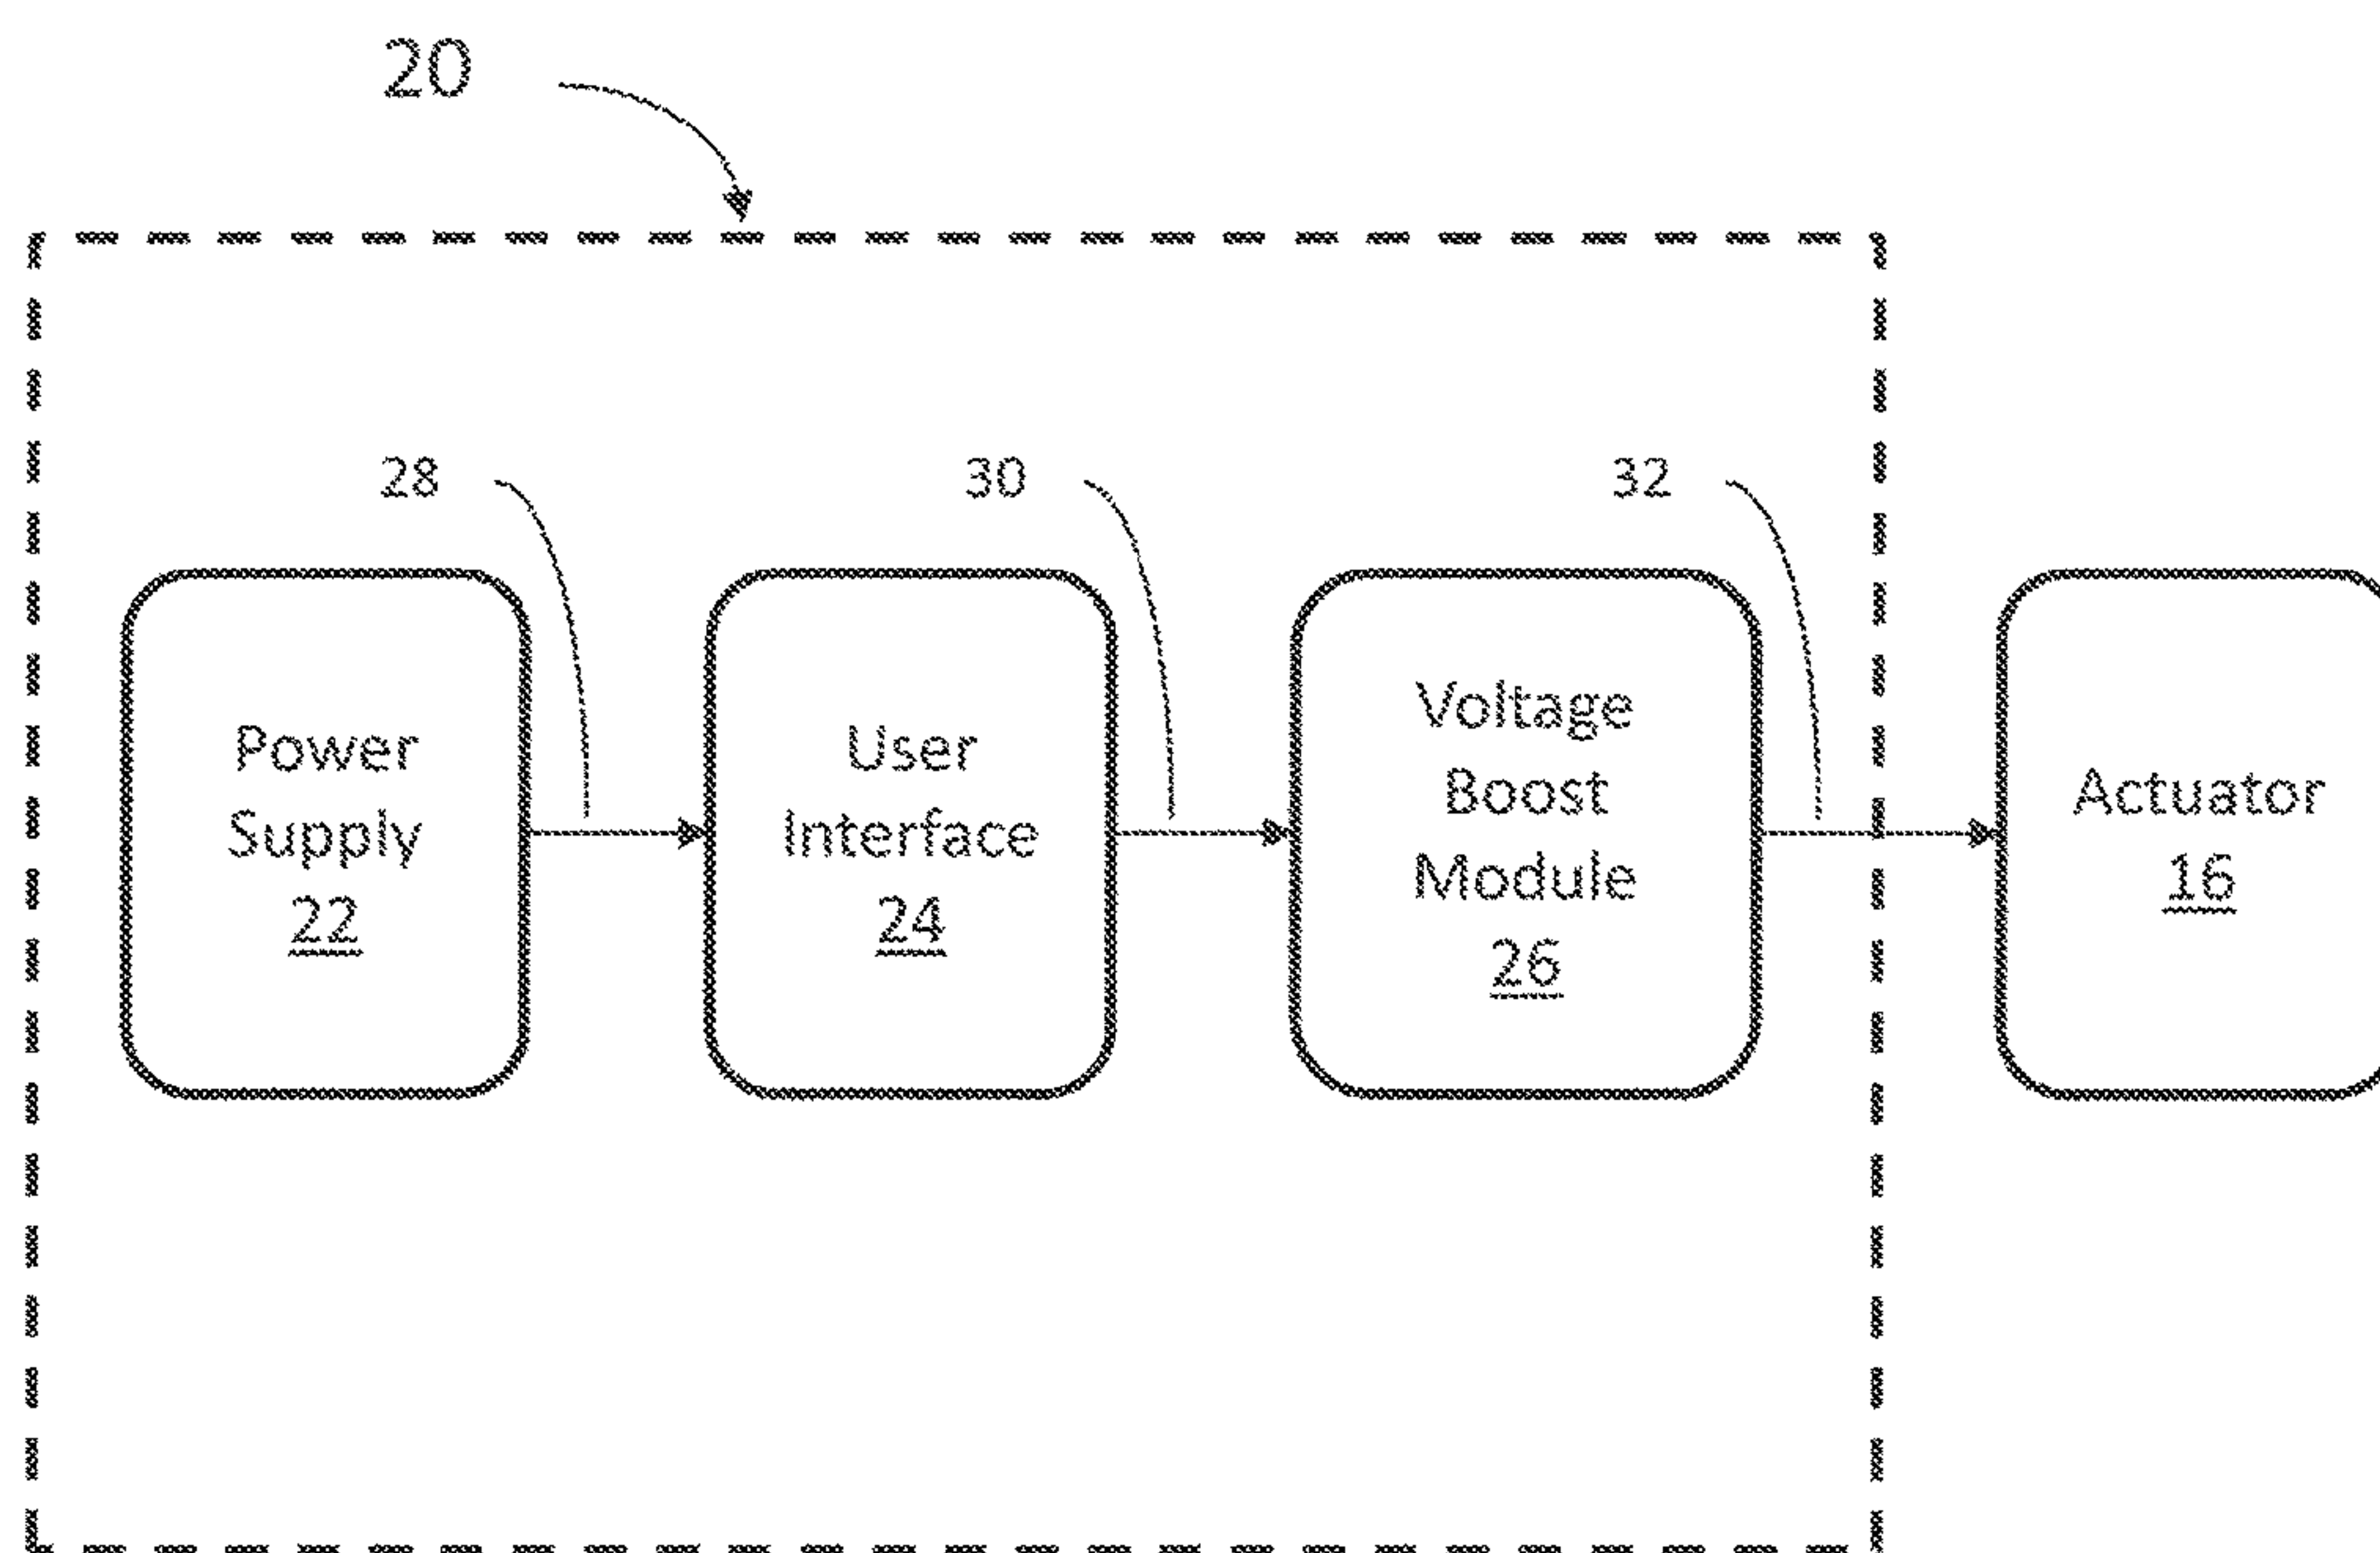 20
28
30
32
Power
Supply
22
User
Interface
24
Voltage
Boost
Module
26
Actuator
16